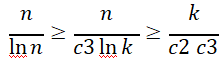 n/ln n ≥ n/c3 ln k ≥ k/c2 c3